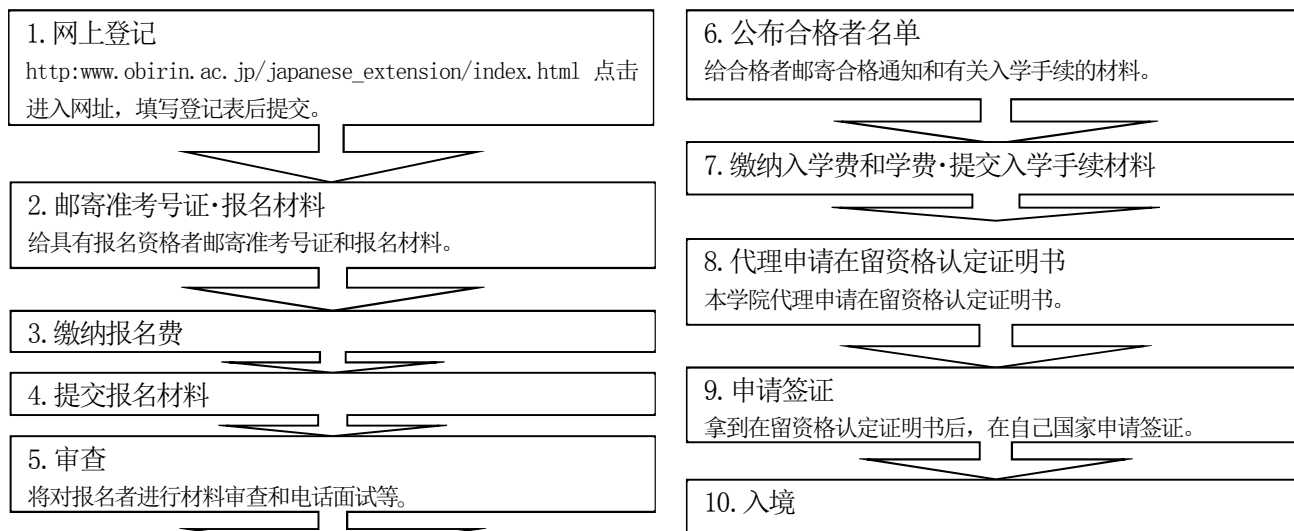 1. 网上登记
http:www.obirin.ac.jp/japanese_extension/index.html 点击
进入网址，填写登记表后提交。
2. 邮寄准考号证·报名材料
给具有报名资格者邮寄准考号证和报名材料。
3. 缴纳报名费
4. 提交报名材料
5. 审查
将对报名者进行材料审查和电话面试等。
6. 公布合格者名单
给合格者邮寄合格通知和有关入学手续的材料。
7. 缴纳入学费和学费·提交入学手续材料
8. 代理申请在留资格认定证明书
本学院代理申请在留资格认定证明书。
9. 申请签证
拿到在留资格认定证明书后，在自己国家申请签证。
10. 入境